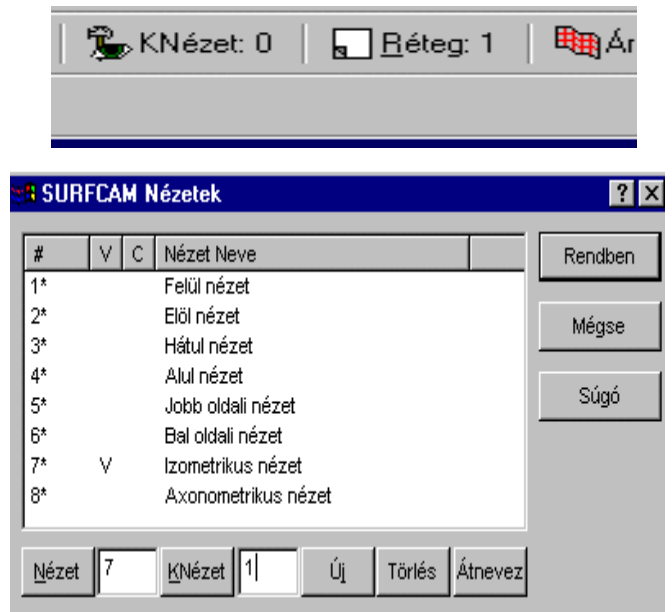 KNézet: 0 Réteg: 1 Ár
SURFCAM Nézetek
# V C Nézet Neve
Rendben
1* Felül nézet
2* Elöl nézet
3* Hátul nézet
Mégse
4* Alul nézet
5* Jobb oldali nézet
Súgó
6* Bal oldali nézet
7* V Izometrikus nézet
8* Axonometrikus nézet
Nézet 7 KNézet 1 Új Törlés Átnevez